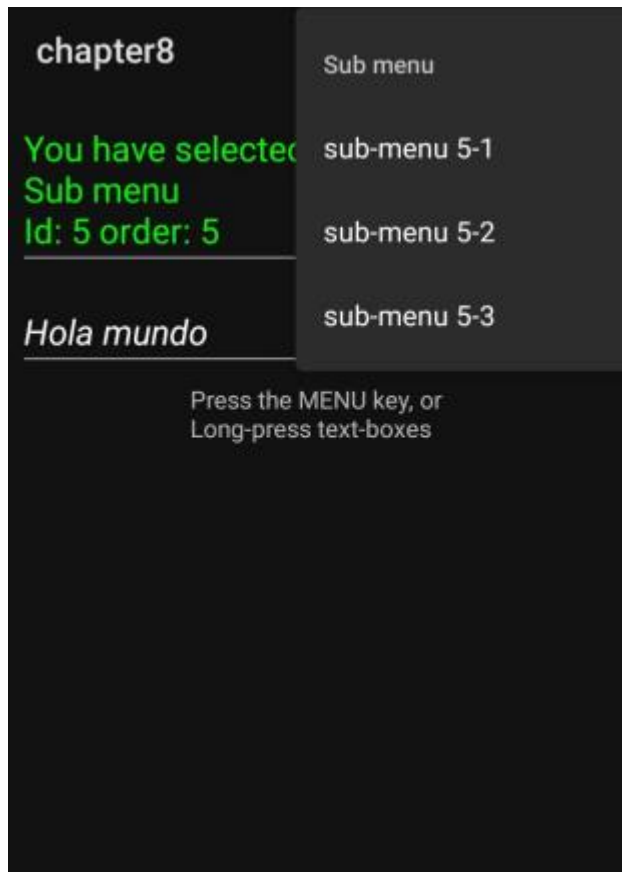 chapter8
You have selected
Sub menu
Id: 5 order: 5
Hola mundo
Press the MENU key, or
Long-press text-boxes
Sub menu
sub-menu 5-1
sub-menu 5-2
sub-menu 5-3